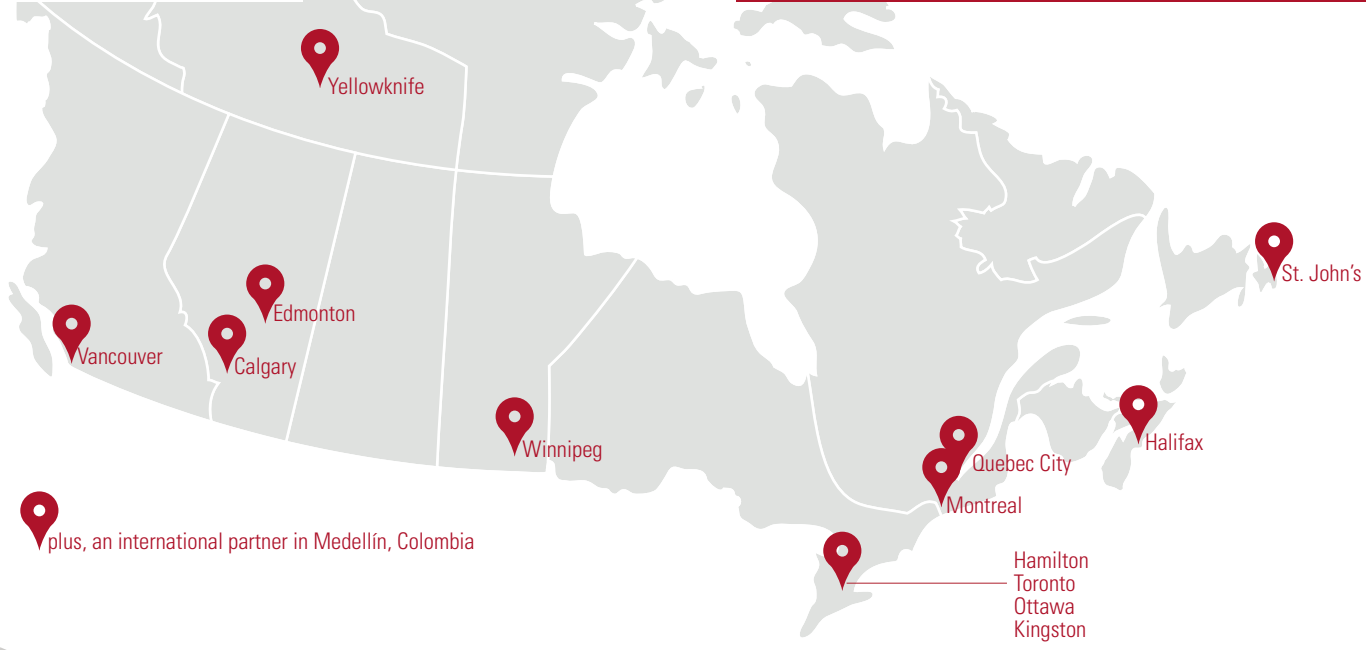 Yellowknife
St. John's
Edmonton
Vancouver
Calgary
Halifax
Winpeg
Quebec City
Montreal
plus, an international partner in Medellín, Colombia
Hamilton
Toronto
Ottawa
Kingston